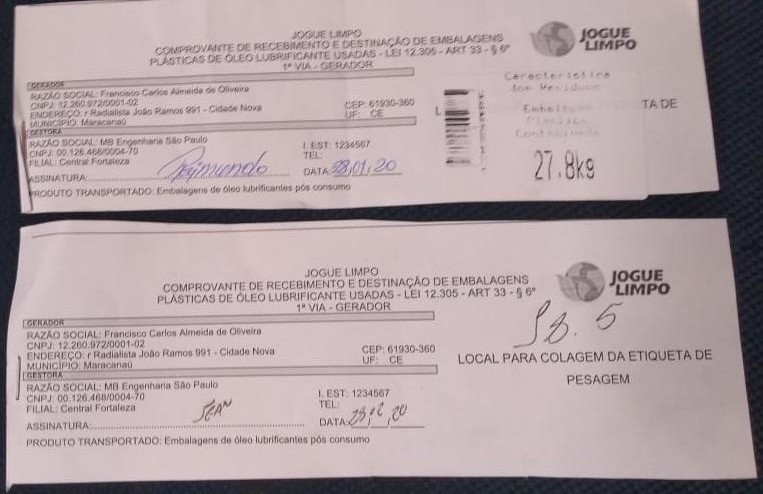 JOGUE LIMPO
COMPROVANTE DE RECEBIMENTO E DESTINAÇÃO DE EMBALAGENS
PLÁSTICAS DE ÓLEO LUBRIFICANTE USADAS - LEI 12.305 - ART 33 - § 6º
1ª VIA - GERADOR
JOGUE LIMPO
GERADOR
RAZÃO SOCIAL: Francisco Carlos Almeida de Oliveira
CNPJ: 12.260.972/0001-02
ENDEREÇO: r Radialista João Ramos 991 - Cidade Nova CEP: 61930-360
MUNICÍPIO: Maracanaú UF: CE
GESTORA
RAZÃO SOCIAL: MB Engenharia São Paulo I. EST: 1234567
CNPJ: 00.126.468/0004-70 TEL:
FILIAL: Central Fortaleza
ASSINATURA: Raimundo DATA: 28/01/20
PRODUTO TRANSPORTADO: Embalagens de óleo lubrificantes pós consumo
Característica
dos Resíduos
Embalagem
Plástica
Contaminada
27.8kg
L
TA DE
JOGUE LIMPO
COMPROVANTE DE RECEBIMENTO E DESTINAÇÃO DE EMBALAGENS
PLÁSTICAS DE ÓLEO LUBRIFICANTE USADAS - LEI 12.305 - ART 33 - § 6º
1ª VIA - GERADOR
JOGUE LIMPO
GERADOR
RAZÃO SOCIAL: Francisco Carlos Almeida de Oliveira
CNPJ: 12.260.972/0001-02
ENDEREÇO: r Radialista João Ramos 991 - Cidade Nova CEP: 61930-360
MUNICÍPIO: Maracanaú UF: CE
GESTORA
RAZÃO SOCIAL: MB Engenharia São Paulo I. EST: 1234567
CNPJ: 00.126.468/0004-70 TEL:
FILIAL: Central Fortaleza
ASSINATURA: JEAN DATA:
PRODUTO TRANSPORTADO: Embalagens de óleo lubrificantes pós consumo
LOCAL PARA COLAGEM DA ETIQUETA DE
PESAGEM